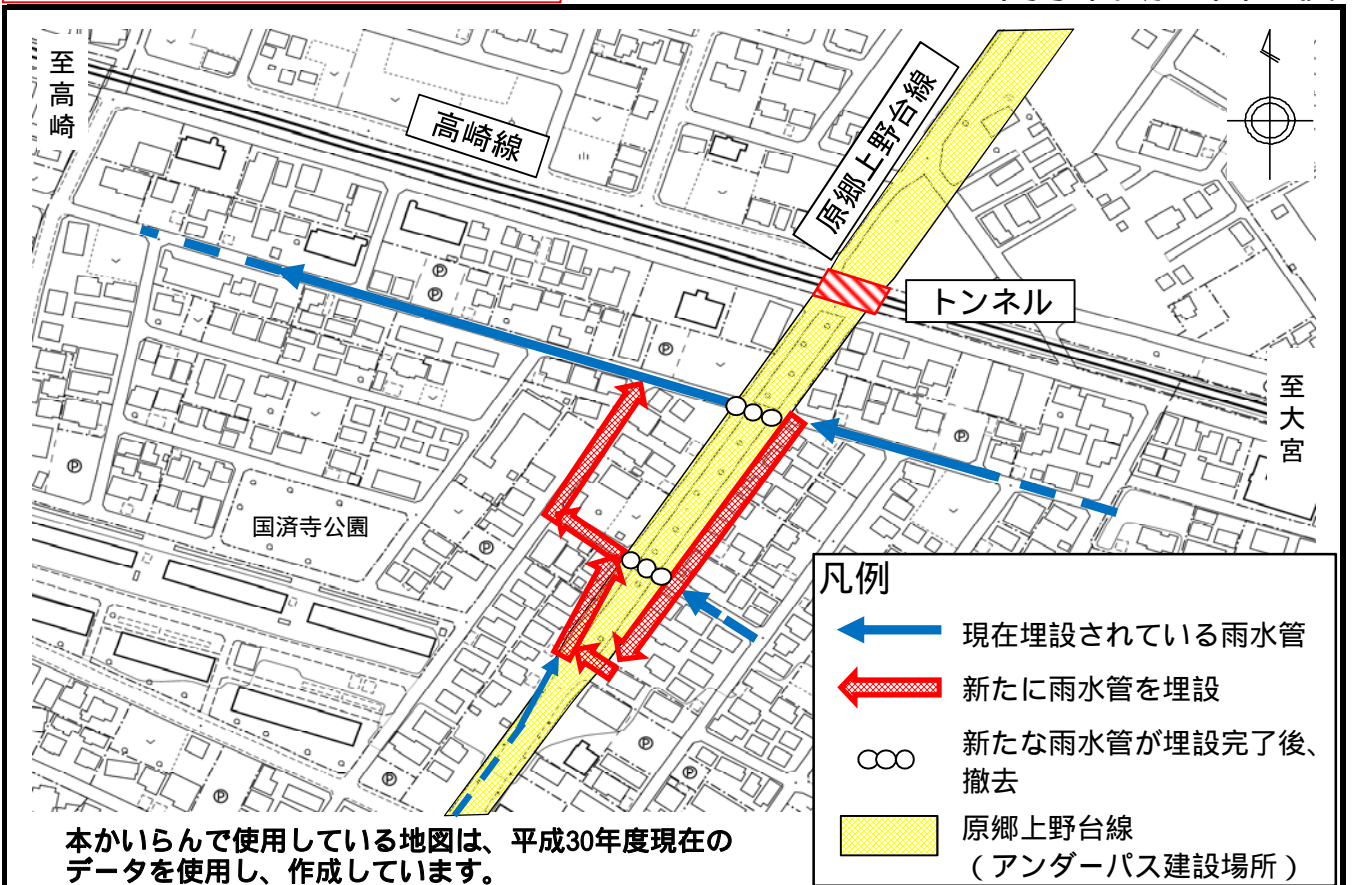 至高崎
高崎線
原郷上野台線
トンネル
至大宮
国済寺公園
Ⓟ
Ⓟ
Ⓟ
Ⓟ
Ⓟ
Ⓟ
Ⓟ
Ⓟ
Ⓟ
凡例
現在埋設されている雨水管
新たに雨水管を埋設
新たな雨水管が埋設完了後、
撤去
原郷上野台線
(アンダーパス建設場所)
本かいらんで使用している地図は、平成30年度現在の
データを使用し、作成しています。